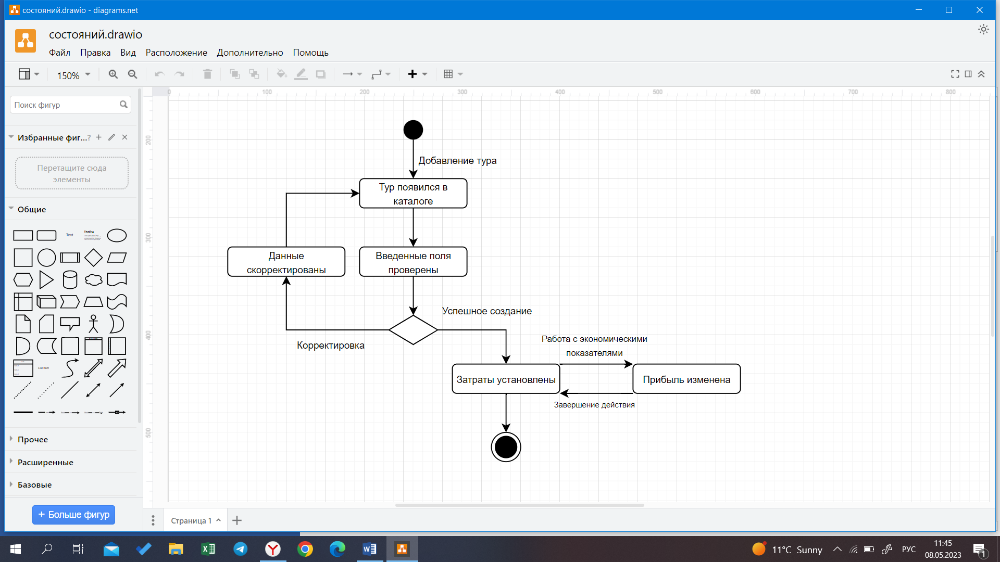 состояний.drawio - diagrams.net
состояний.drawio
Файл Правка Вид Расположение Дополнительно Помощь
150%
0 100 200 300 400 500 600 700 800
Поиск фигур
Избранные фиг...?
Перетащите сюда
элементы
Общие
Text
Heading
List Item
Прочее
Расширенные
Базовые
+ Больше фигур
200
300
400
500
Добавление тура
Тур появился в
каталоге
Данные
скорректированы
Введенные поля
проверены
Успешное создание
Корректировка
Работа с экономическими
показателями
Затраты установлены
Прибыль изменена
Завершение действия
Страница 1
11°C Sunny
РУС
11:45
08.05.2023
1